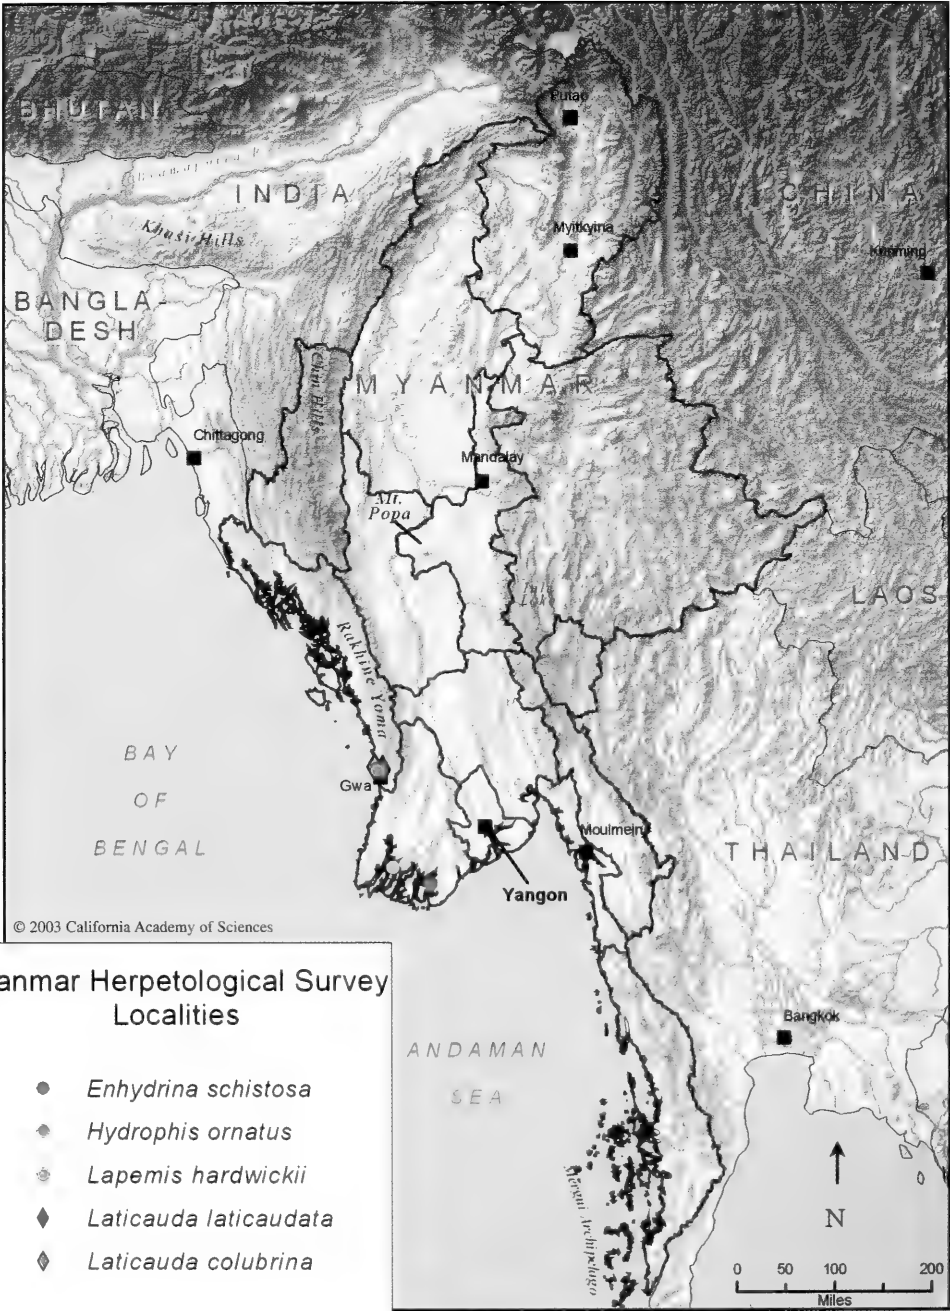 BHUTAN
Putao
INDIA
CHINA
Khasi Hills
Myitkyina
Kunming
BANGLA-
DESH
Chin Hills
MYANMAR
Chittagong
Mandalay
Mt.
Popa
Inle
Lake
LAOS
Rakhine Yoma
BAY
OF
BENGAL
Gwa
Moulmein
THAILAND
Yangon
© 2003 California Academy of Sciences
anmar Herpetological Survey
Localities
Enhydrina schistosa
Hydrophis ornatus
Lapemis hardwickii
Laticauda laticaudata
Laticauda colubrina
ANDAMAN
SEA
Bangkok
Mergui Archipelago
N
0 50 100 200
Miles